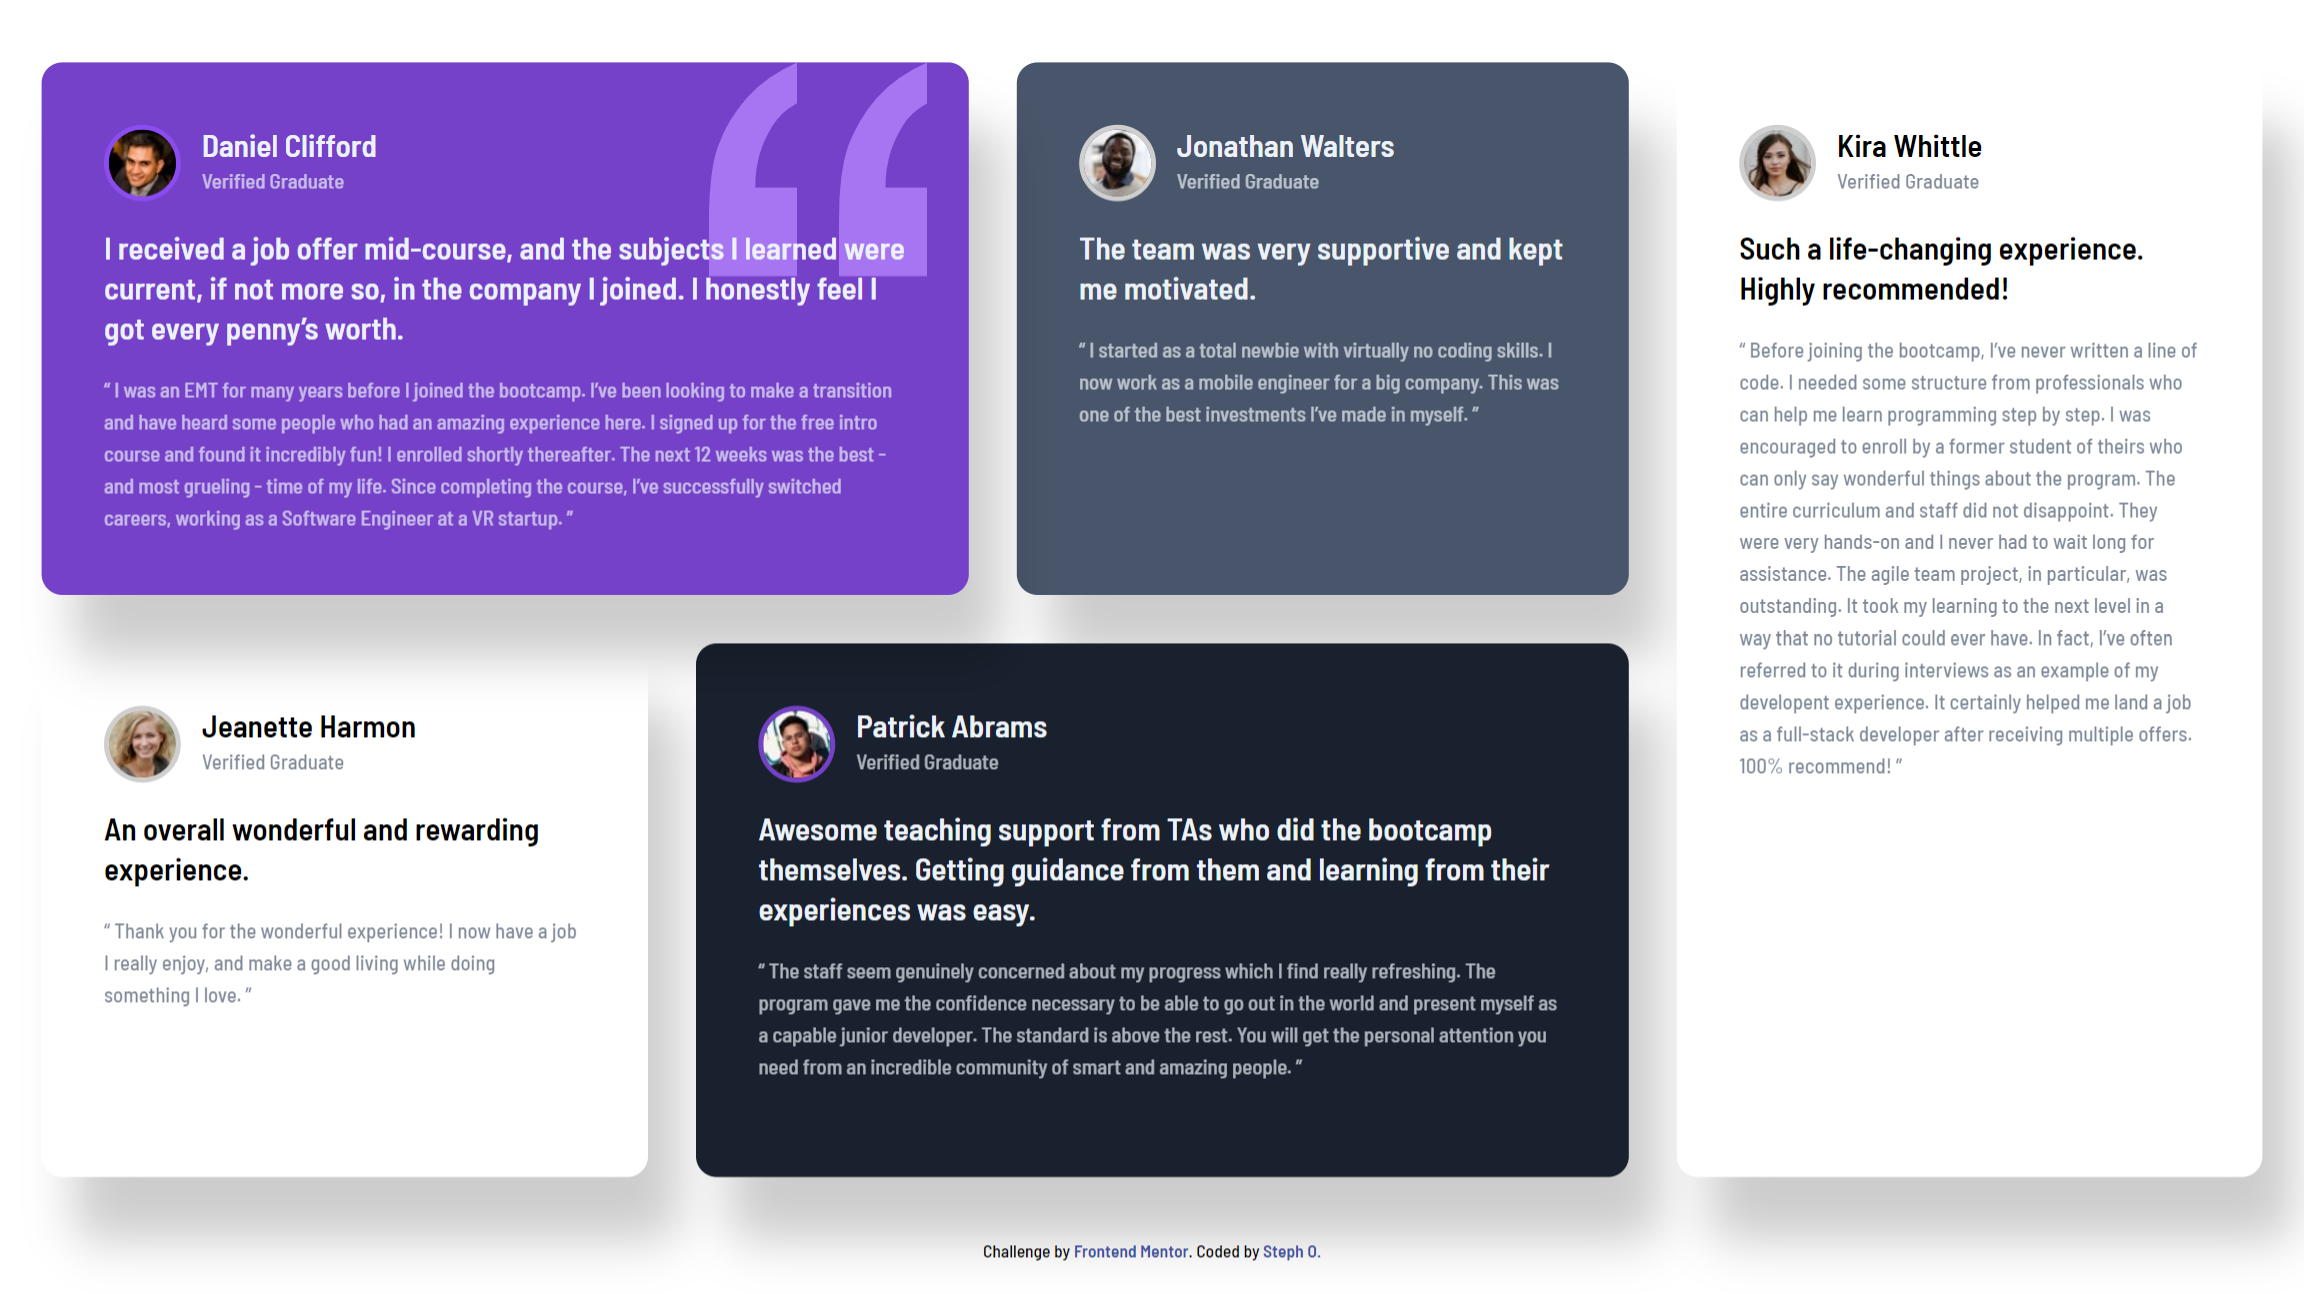 Daniel Clifford
Verified Graduate
I received a job offer mid-course, and the subjects I learned were
current, if not more so, in the company I joined. I honestly feel I
got every penny’s worth.
“ I was an EMT for many years before I joined the bootcamp. I’ve been looking to make a transition
and have heard some people who had an amazing experience here. I signed up for the free intro
course and found it incredibly fun! I enrolled shortly thereafter. The next 12 weeks was the best -
and most grueling - time of my life. Since completing the course, I’ve successfully switched
careers, working as a Software Engineer at a VR startup. ”
Jonathan Walters
Verified Graduate
The team was very supportive and kept
me motivated.
“ I started as a total newbie with virtually no coding skills. I
now work as a mobile engineer for a big company. This was
one of the best investments I’ve made in myself. ”
Kira Whittle
Verified Graduate
Such a life-changing experience.
Highly recommended!
“ Before joining the bootcamp, I’ve never written a line of
code. I needed some structure from professionals who
can help me learn programming step by step. I was
encouraged to enroll by a former student of theirs who
can only say wonderful things about the program. The
entire curriculum and staff did not disappoint. They
were very hands-on and I never had to wait long for
assistance. The agile team project, in particular, was
outstanding. It took my learning to the next level in a
way that no tutorial could ever have. In fact, I’ve often
referred to it during interviews as an example of my
developent experience. It certainly helped me land a job
as a full-stack developer after receiving multiple offers.
100% recommend! ”
Jeanette Harmon
Verified Graduate
An overall wonderful and rewarding
experience.
“ Thank you for the wonderful experience! I now have a job
I really enjoy, and make a good living while doing
something I love. ”
Patrick Abrams
Verified Graduate
Awesome teaching support from TAs who did the bootcamp
themselves. Getting guidance from them and learning from their
experiences was easy.
“ The staff seem genuinely concerned about my progress which I find really refreshing. The
program gave me the confidence necessary to be able to go out in the world and present myself as
a capable junior developer. The standard is above the rest. You will get the personal attention you
need from an incredible community of smart and amazing people. ”
Challenge by Frontend Mentor. Coded by Steph O.